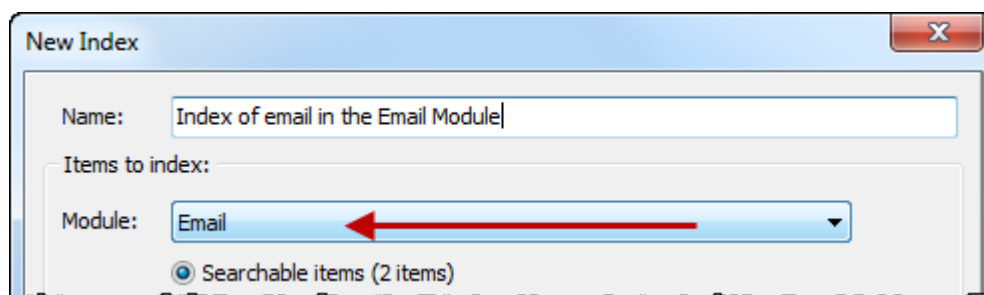 New Index
Name: Index of email in the Email Module
Items to index:
Module: Email
Searchable items (2 items)